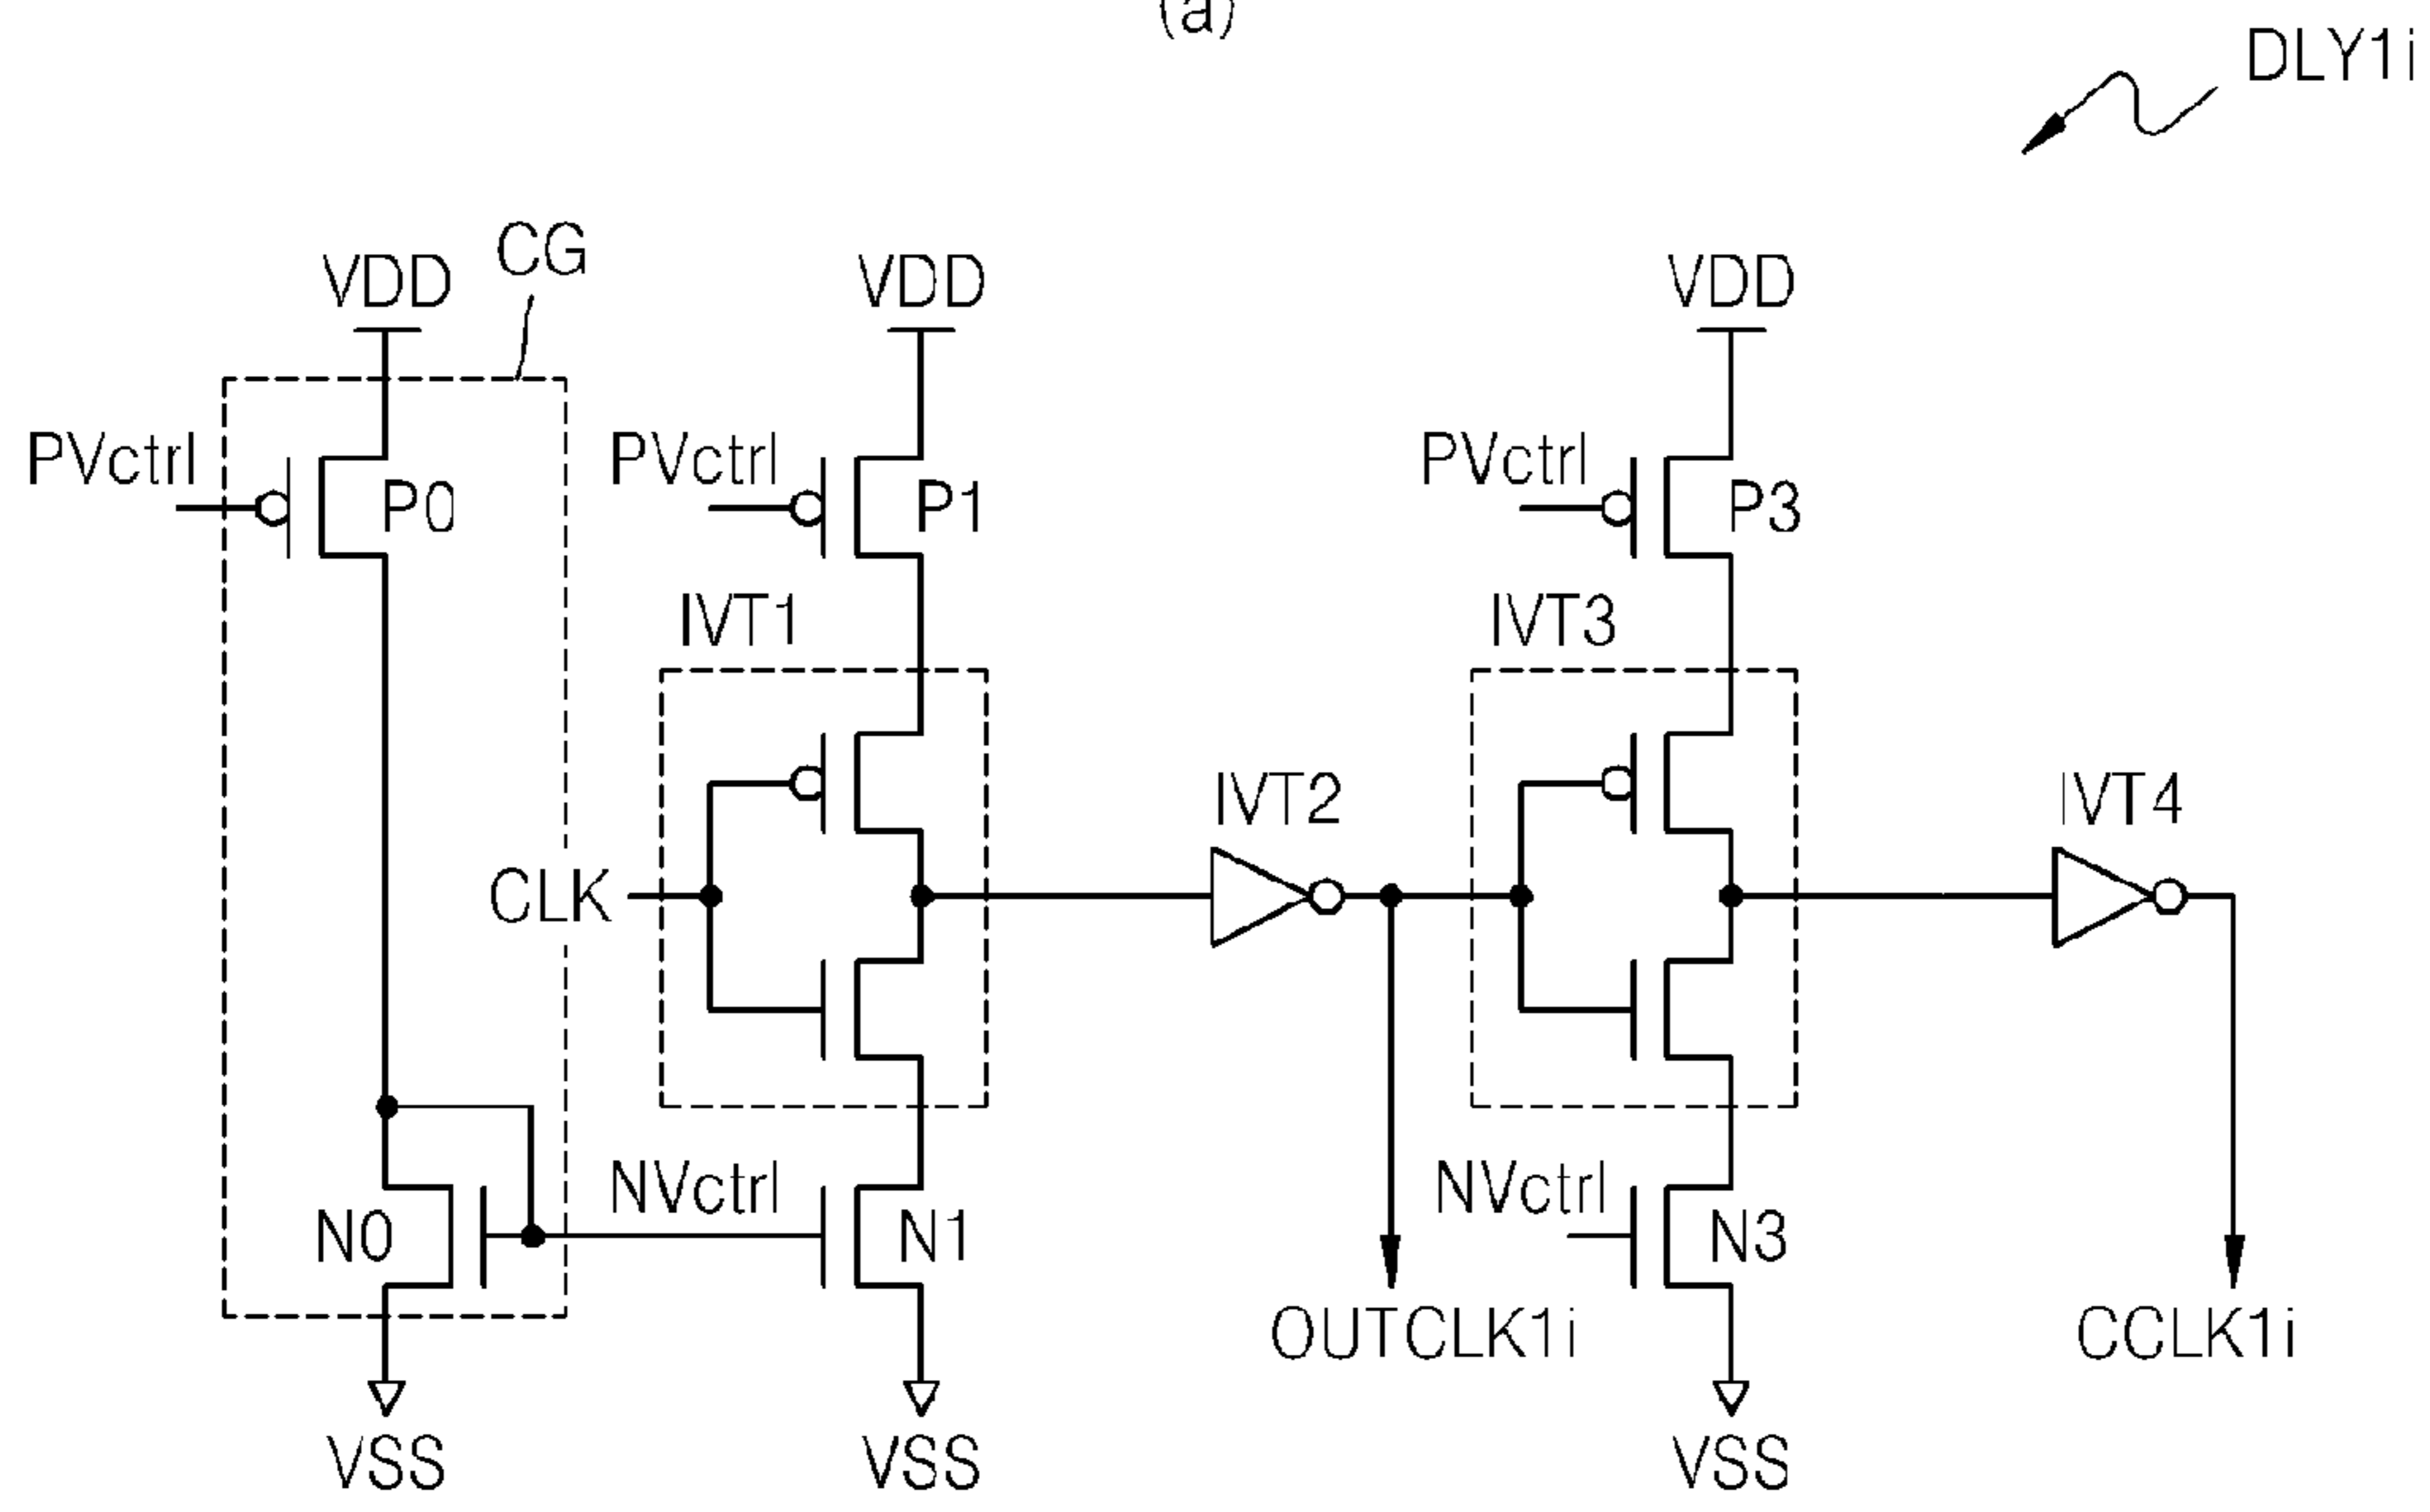 (a)
DLY1i
CG
VDD
VDD
VDD
PVctrl
PVctrl
PVctrl
P0
P1
P3
IVT1
IVT3
IVT2
IVT4
CLK
NVctrl
NVctrl
N0
N1
N3
OUTCLK1i
CCLK1i
VSS
VSS
VSS